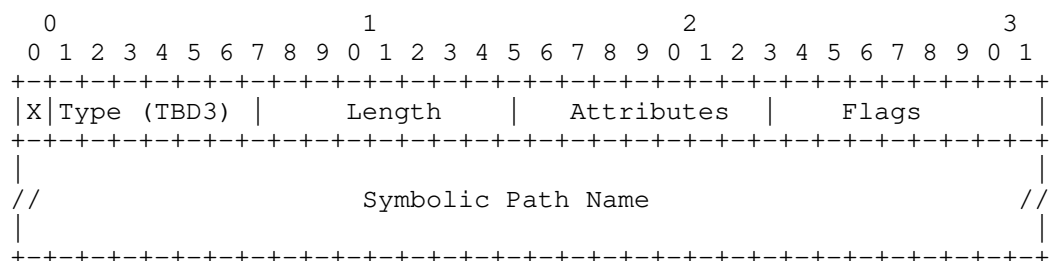 0                   1                   2                   3
 0 1 2 3 4 5 6 7 8 9 0 1 2 3 4 5 6 7 8 9 0 1 2 3 4 5 6 7 8 9 0 1
+-+-+-+-+-+-+-+-+-+-+-+-+-+-+-+-+-+-+-+-+-+-+-+-+-+-+-+-+-+-+-+-+
|X|Type (TBD3) |     Length    |   Attributes  |    Flags       |
+-+-+-+-+-+-+-+-+-+-+-+-+-+-+-+-+-+-+-+-+-+-+-+-+-+-+-+-+-+-+-+-+
|                                                               |
//                    Symbolic Path Name                       //
|                                                               |
+-+-+-+-+-+-+-+-+-+-+-+-+-+-+-+-+-+-+-+-+-+-+-+-+-+-+-+-+-+-+-+-+